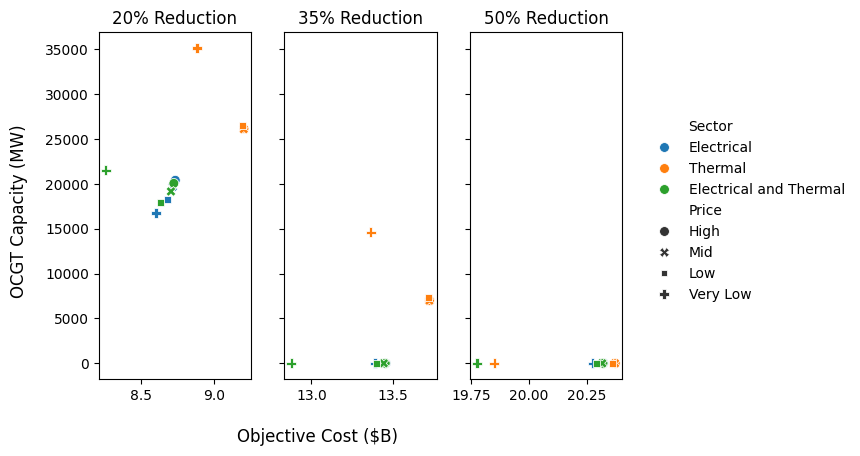 20% Reduction
35% Reduction
50% Reduction
OCGT Capacity (MW)
35000
30000
25000
20000
15000
10000
5000
0
8.5
9.0
13.0
13.5
19.75
20.00
20.25
Objective Cost ($B)
Sector
Electrical
Thermal
Electrical and Thermal
Price
High
Mid
Low
Very Low